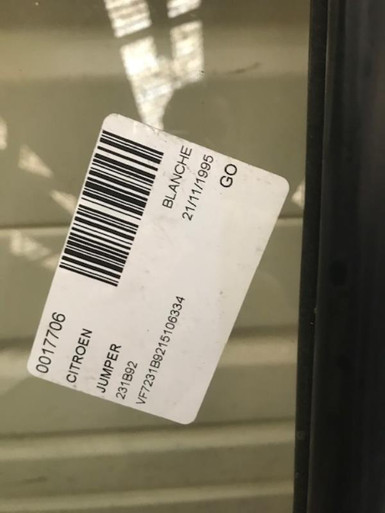 0017706
CITROEN
JUMPER
BLANCHE
231B92
21/11/1995
VF7231B9215106334
GO